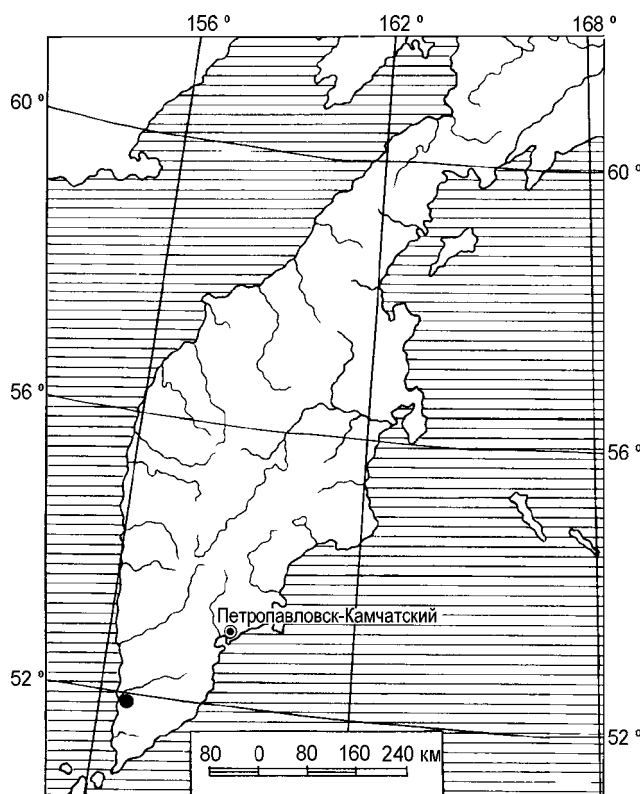 156 º 162 º 168 º
60 º
60 º
56 º
56 º
Петропавловск-Камчатский
52 º
52 º
80 0 80 160 240 км